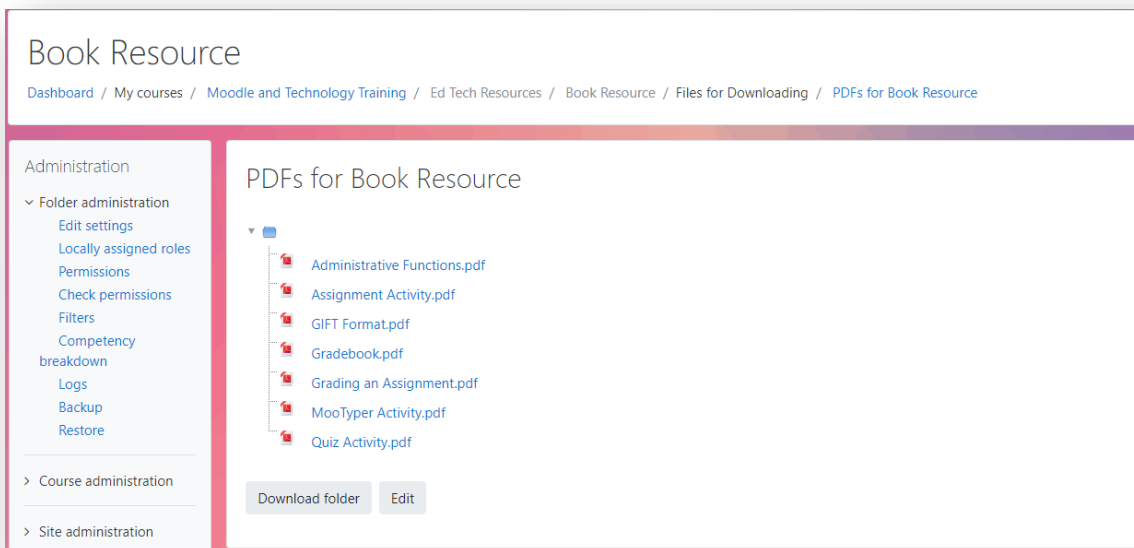 Book Resource
Dashboard / My courses / Moodle and Technology Training / Ed Tech Resources / Book Resource / Files for Downloading / PDFs for Book Resource
Administration
Folder administration
Edit settings
Locally assigned roles
Permissions
Check permissions
Filters
Competency
breakdown
Logs
Backup
Restore
Course administration
Site administration
PDFs for Book Resource
Administrative Functions.pdf
Assignment Activity.pdf
GIFT Format.pdf
Gradebook.pdf
Grading an Assignment.pdf
MooTyper Activity.pdf
Quiz Activity.pdf
Download folder Edit